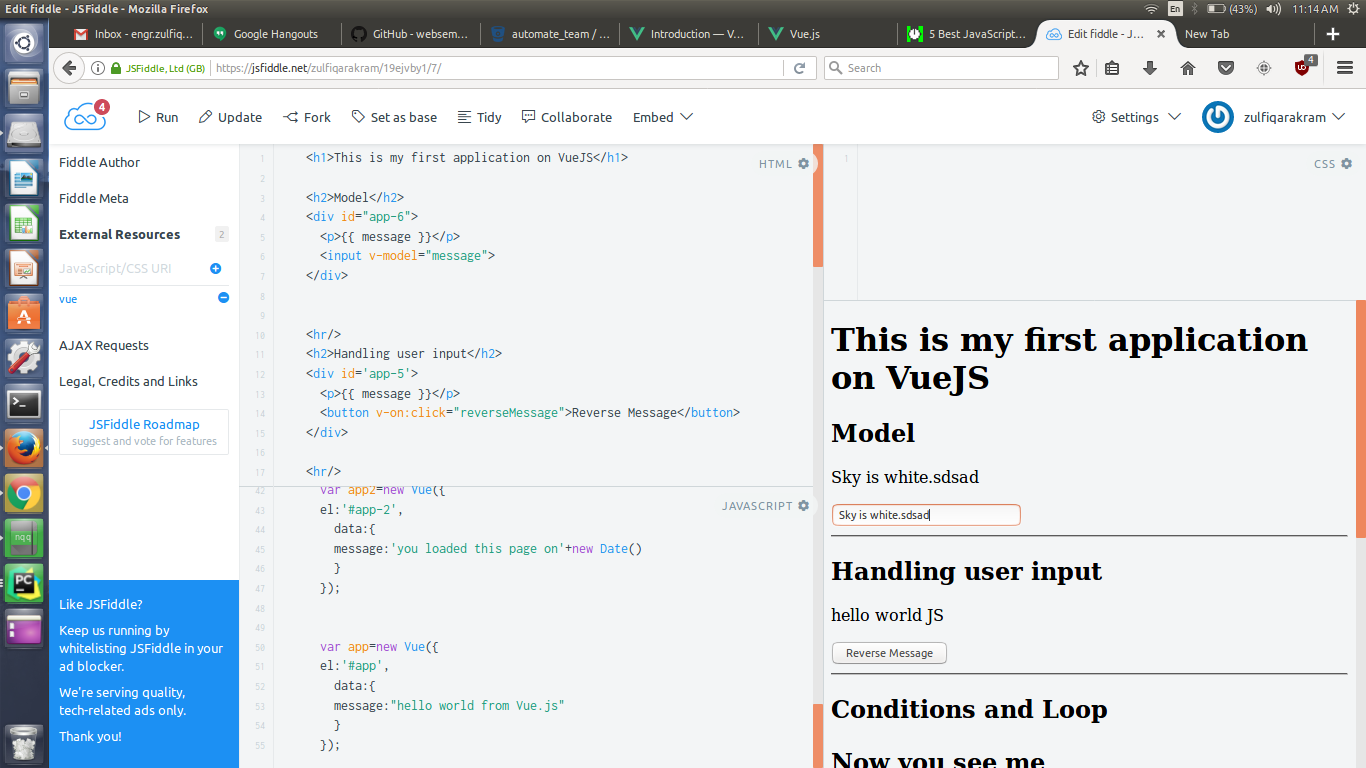 Edit fiddle - JSFiddle - Mozilla Firefox
En (43%) 11:14 AM
Inbox - engr.zulfiq... Google Hangouts GitHub - websem... automate_team / ... Introduction — V... Vue.js 5 Best JavaScript... Edit fiddle - J... New Tab
JSFiddle, Ltd (GB) https://jsfiddle.net/zulfiqarakram/19ejvby1/7/ Search 4
4 Run Update Fork Set as base Tidy Collaborate Embed Settings zulfiqarakram
Fiddle Author
Fiddle Meta
External Resources 2
JavaScript/CSS URI
vue
AJAX Requests
Legal, Credits and Links
JSFiddle Roadmap
suggest and vote for features
Like JSFiddle?
Keep us running by
whitelisting JSFiddle in your
ad blocker.
We're serving quality,
tech-related ads only.
Thank you!
HTML
1 <h1>This is my first application on VueJS</h1>
2
3 <h2>Model</h2>
4 <div id="app-6">
5 <p>{{ message }}</p>
6 <input v-model="message">
7 </div>
8
9
10 <hr/>
11 <h2>Handling user input</h2>
12 <div id='app-5'>
13 <p>{{ message }}</p>
14 <button v-on:click="reverseMessage">Reverse Message</button>
15 </div>
16
17 <hr/>
JAVASCRIPT
42 var app2=new Vue({
43 el:'#app-2',
44 data:{
45 message:'you loaded this page on'+new Date()
46 }
47 });
48
49
50 var app=new Vue({
51 el:'#app',
52 data:{
53 message:"hello world from Vue.js"
54 }
55 });
CSS
1
This is my first application
on VueJS
Model
Sky is white.sdsad
Sky is white.sdsad
Handling user input
hello world JS
Reverse Message
Conditions and Loop
Now you see me